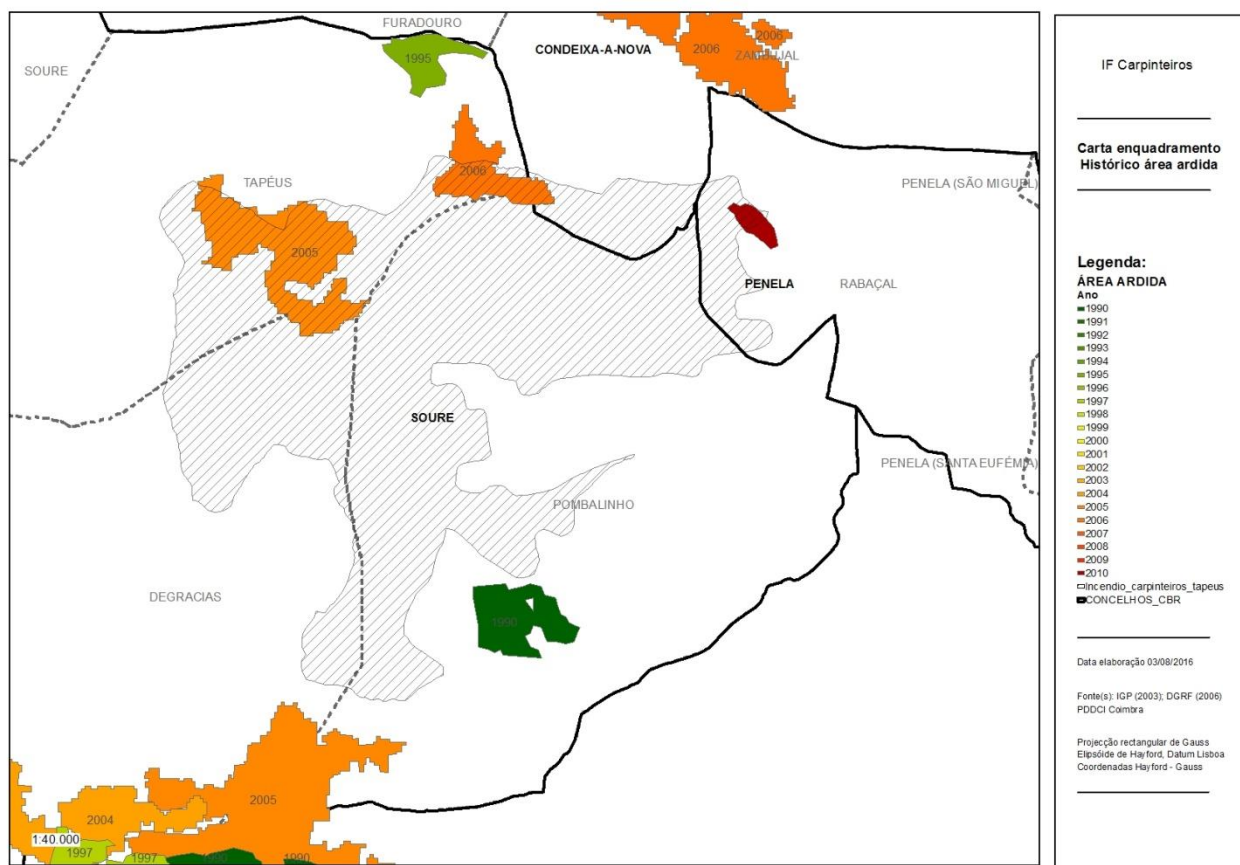 FURADOURO
CONDEIXA-A-NOVA
2006
2006
ZAMBUJAL
SOURE
1995
TAPÉUS
2006
PENELA (SÃO MIGUEL)
2005
PENELA
RABAÇAL
SOURE
PENELA (SANTA EUFÉMIA)
POMBALINHO
DEGRACIAS
1990
2005
2004
1:40.000
1997
1997
1990
1990
IF Carpinteiros
Carta enquadramento
Histórico área ardida
Legenda:
ÁREA ARDIDA
Ano
1990
1991
1992
1993
1994
1995
1996
1997
1998
1999
2000
2001
2002
2003
2004
2005
2006
2007
2008
2009
2010
Incendio_carpinteiros_tapeus
CONCELHOS_CBR
Data elaboração 03/08/2016
Fonte(s): IGP (2003); DGRF (2006)
PDDCI Coimbra
Projecção rectangular de Gauss
Elipsóide de Hayford, Datum Lisboa
Coordenadas Hayford - Gauss